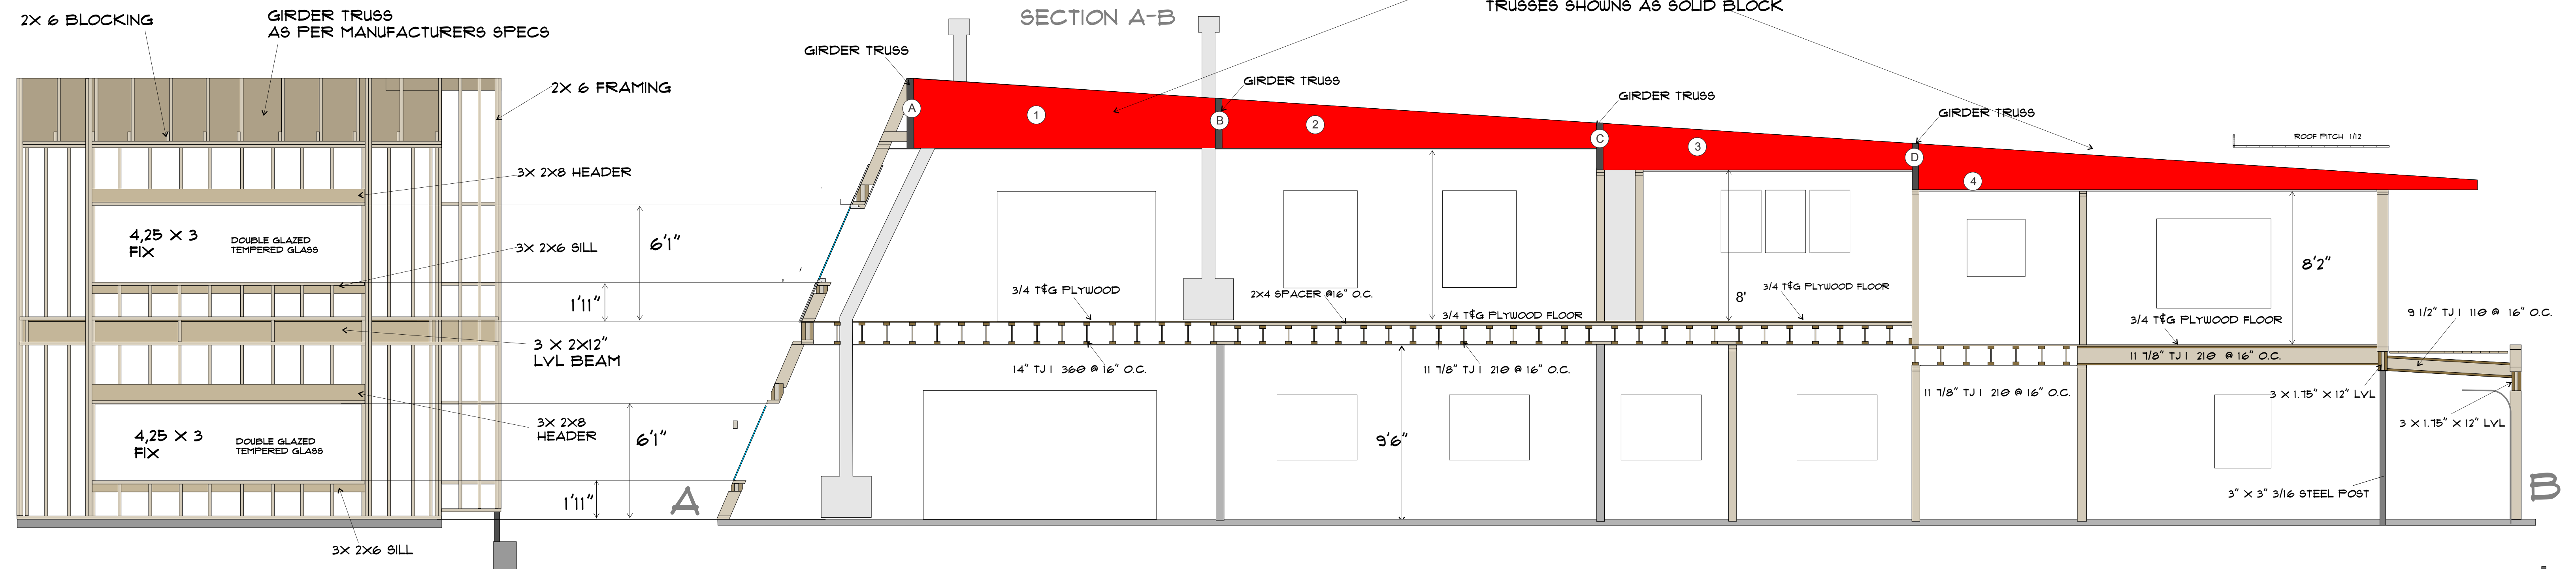 SECTION A-B
TRUSSES SHOWNS AS SOLID BLOCK
2X 6 BLOCKING
GIRDER TRUSS
AS PER MANUFACTURERS SPECS
2X 6 FRAMING
3X 2X8 HEADER
4,25 X 3
FIX
DOUBLE GLAZED
TEMPERED GLASS
3X 2X6 SILL
6'1"
1'11"
3 X 2X12"
LVL BEAM
3X 2X8
HEADER
4,25 X 3
FIX
DOUBLE GLAZED
TEMPERED GLASS
6'1"
1'11"
3X 2X6 SILL
A
GIRDER TRUSS
GIRDER TRUSS
GIRDER TRUSS
GIRDER TRUSS
ROOF PITCH 1/12
A
1
B
2
C
3
D
4
3/4 T&G PLYWOOD
2X4 SPACER @16" O.C.
3/4 T&G PLYWOOD FLOOR
8'
3/4 T&G PLYWOOD FLOOR
8'2"
3/4 T&G PLYWOOD FLOOR
9 1/2" TJI 110 @ 16" O.C.
14" TJI 360 @ 16" O.C.
11 7/8" TJI 210 @ 16" O.C.
11 7/8" TJI 210 @ 16" O.C.
11 7/8" TJI 210 @ 16" O.C.
3 X 1.75" X 12" LVL
3 X 1.75" X 12" LVL
9'6"
3" X 3" 3/16 STEEL POST
B